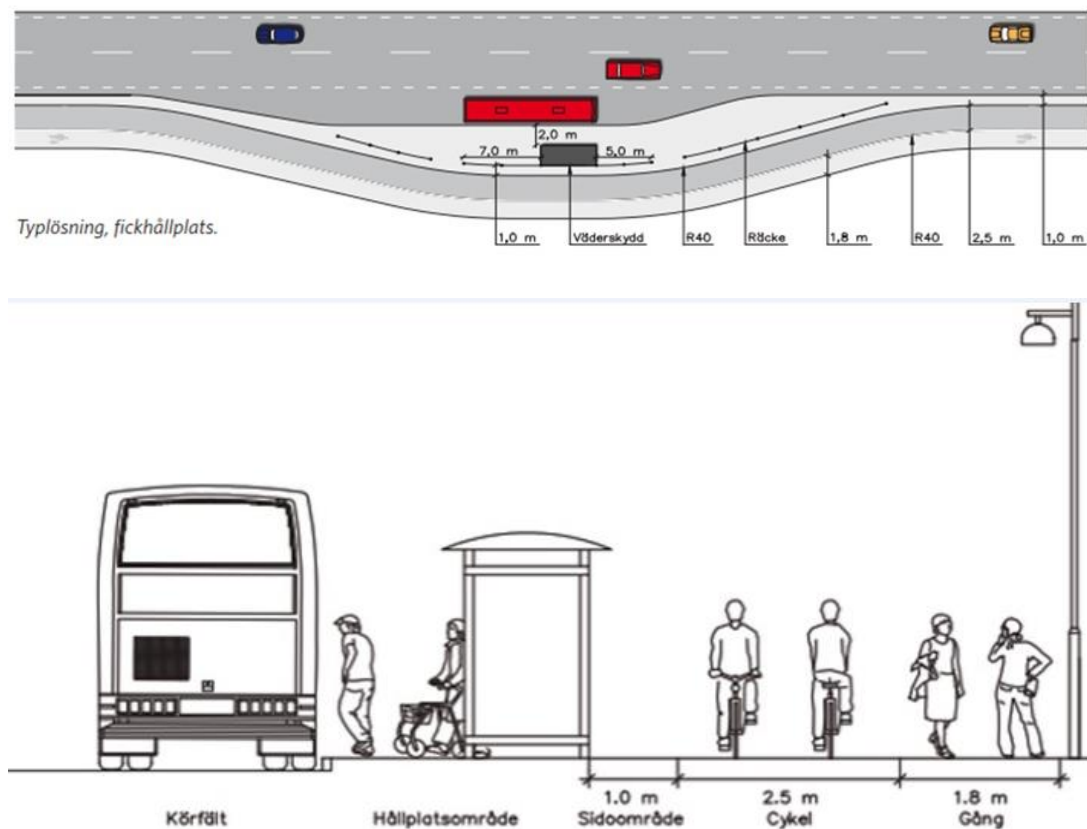 2,0 m
7,0 m
5,0 m
Typlösning, fickhållplats.
1,0 m
Väderskydd
R40
Räcke
1,8 m
R40
2,5 m
1,0 m
1.0 m
2.5 m
1.8 m
Körfält
Hållplatsområde
Sidoområde
Cykel
Gång